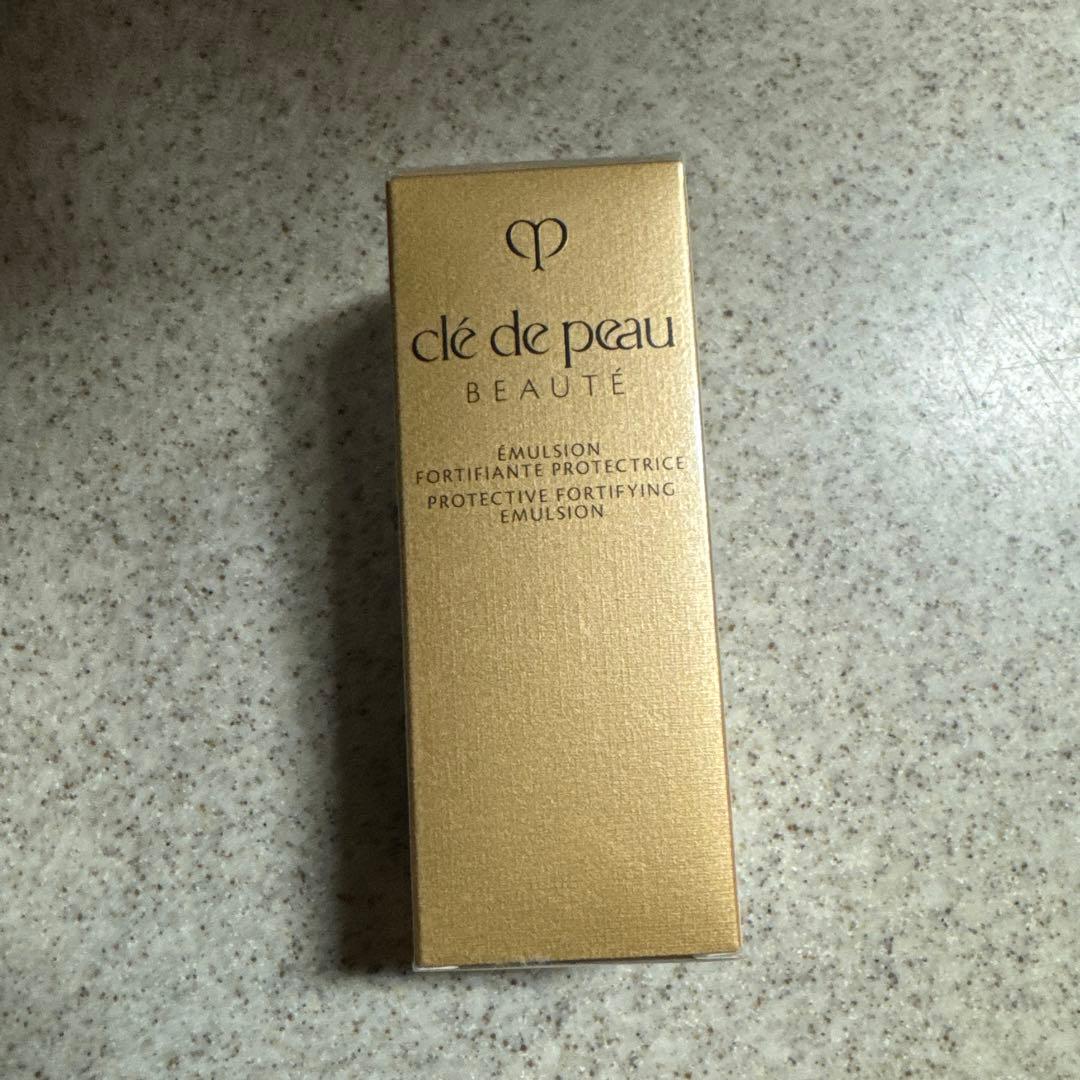 clé de peau
BEAUTÉ
ÉMULSION
FORTIFIANTE PROTECTRICE
PROTECTIVE FORTIFYING
EMULSION